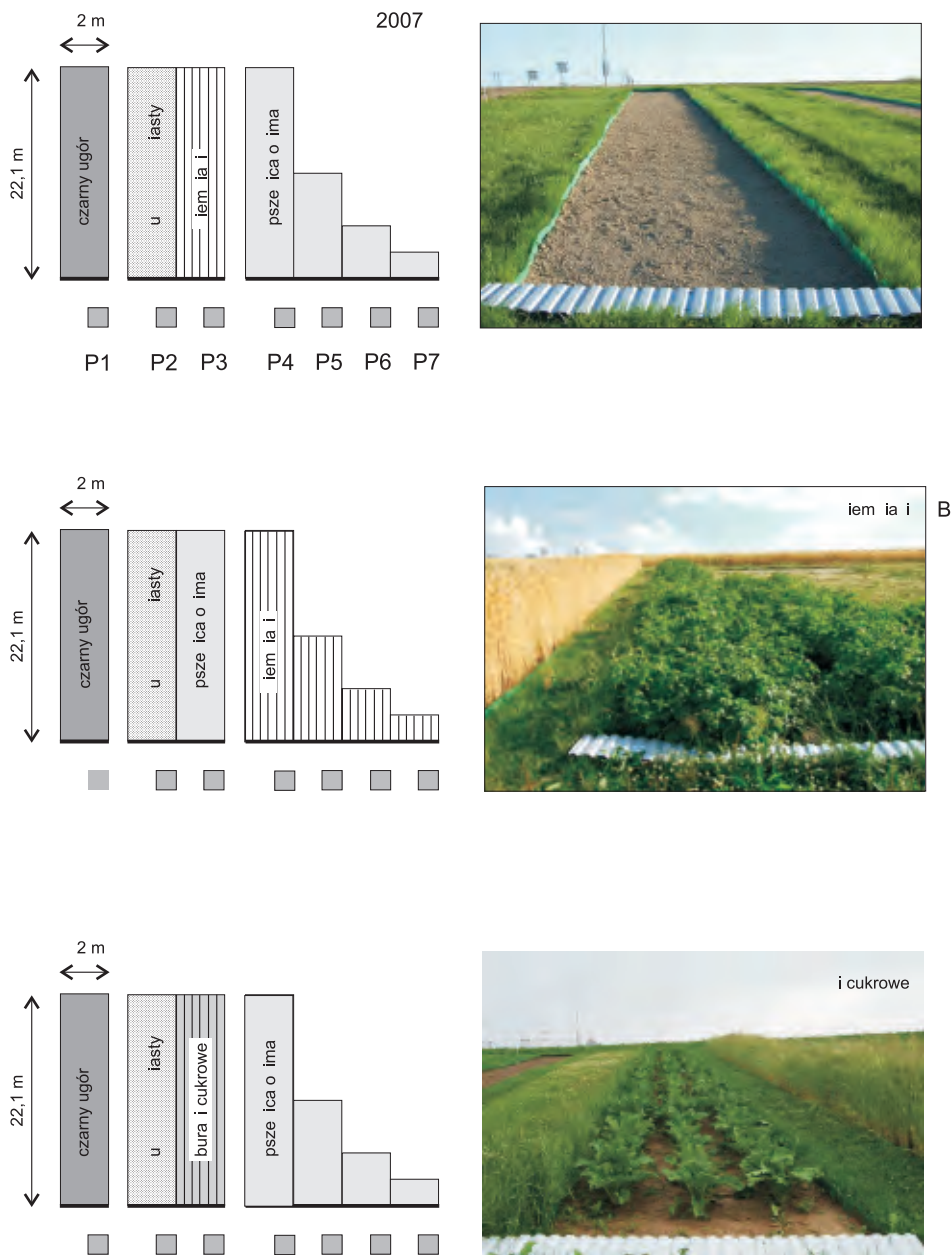 2 m
2007
22,1 m
czarny ugór
u iasty
iem ia i
psze ica o ima
P1 P2 P3 P4 P5 P6 P7
2 m
22,1 m
czarny ugór
u iasty
psze ica o ima
iem ia i
iem ia i
B
2 m
22,1 m
czarny ugór
u iasty
bura i cukrowe
psze ica o ima
i cukrowe